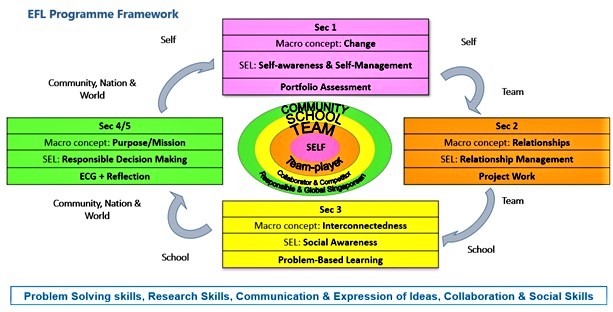 EFL Programme Framework
Sec 1
Macro concept: Change
SEL: Self-awareness & Self-Management
Portfolio Assessment
Self
Self
Team
Community, Nation &
World
Sec 4/5
Macro concept: Purpose/Mission
SEL: Responsible Decision Making
ECG + Reflection
COMMUNITY
SCHOOL
TEAM
SELF
Team-player
Collaborator & Competitor
Responsible & Global Singaporean
Sec 2
Macro concept: Relationships
SEL: Relationship Management
Project Work
Community, Nation &
World
School
Team
School
Sec 3
Macro concept: Interconnectedness
SEL: Social Awareness
Problem-Based Learning
Problem Solving skills, Research Skills, Communication & Expression of Ideas, Collaboration & Social Skills